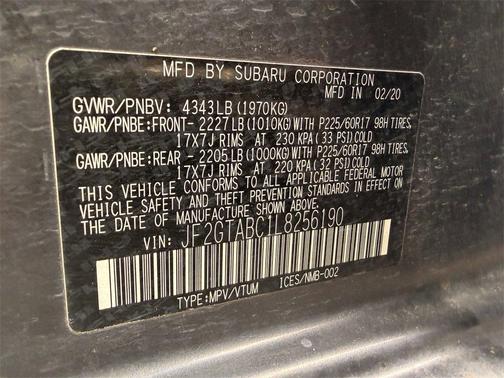 MFD BY SUBARU CORPORATION
MFD IN 02/20
GVWR/PNBV: 4343LB(1970KG)
GAWR/PNBE:FRONT- 2227LB(1010KG)WITH P225/60R17 98H TIRES,
17X7J RIMS AT 230 KPA(33 PSI)COLD
GAWR/PNBE:REAR - 2205LB(1000KG)WITH P225/60R17 98H TIRES,
17X7J RIMS AT 220 KPA(32 PSI)COLD
THIS VEHICLE CONFORMS TO ALL APPLICABLE FEDERAL MOTOR
VEHICLE SAFETY AND THEFT PREVENTION STANDARDS IN EFFECT ON
THE DATE OF MANUFACTURE SHOWN ABOVE.
VIN: JF2GTABC1L8256190
TYPE:MPV/VTUM ICES/NMB-002